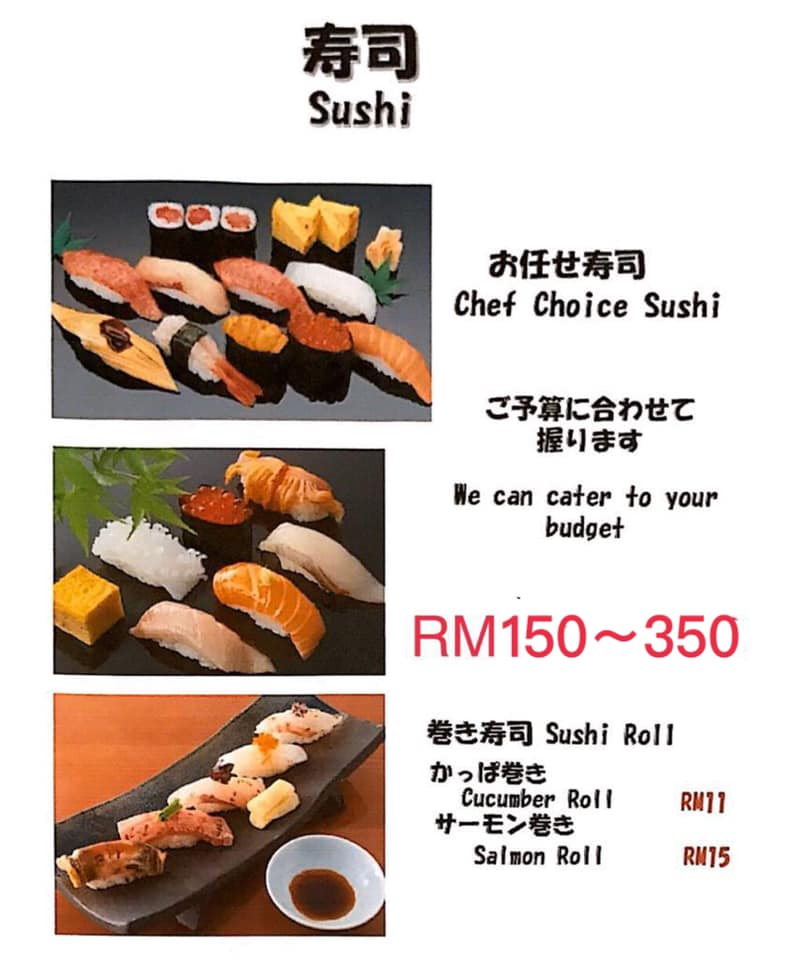 寿司
Sushi
お任せ寿司
Chef Choice Sushi
ご予算に合わせて
握ります
We can cater to your
budget
RM150～350
巻き寿司 Sushi Roll
かっぱ巻き
Cucumber Roll RM11
サーモン巻き
Salmon Roll RM15